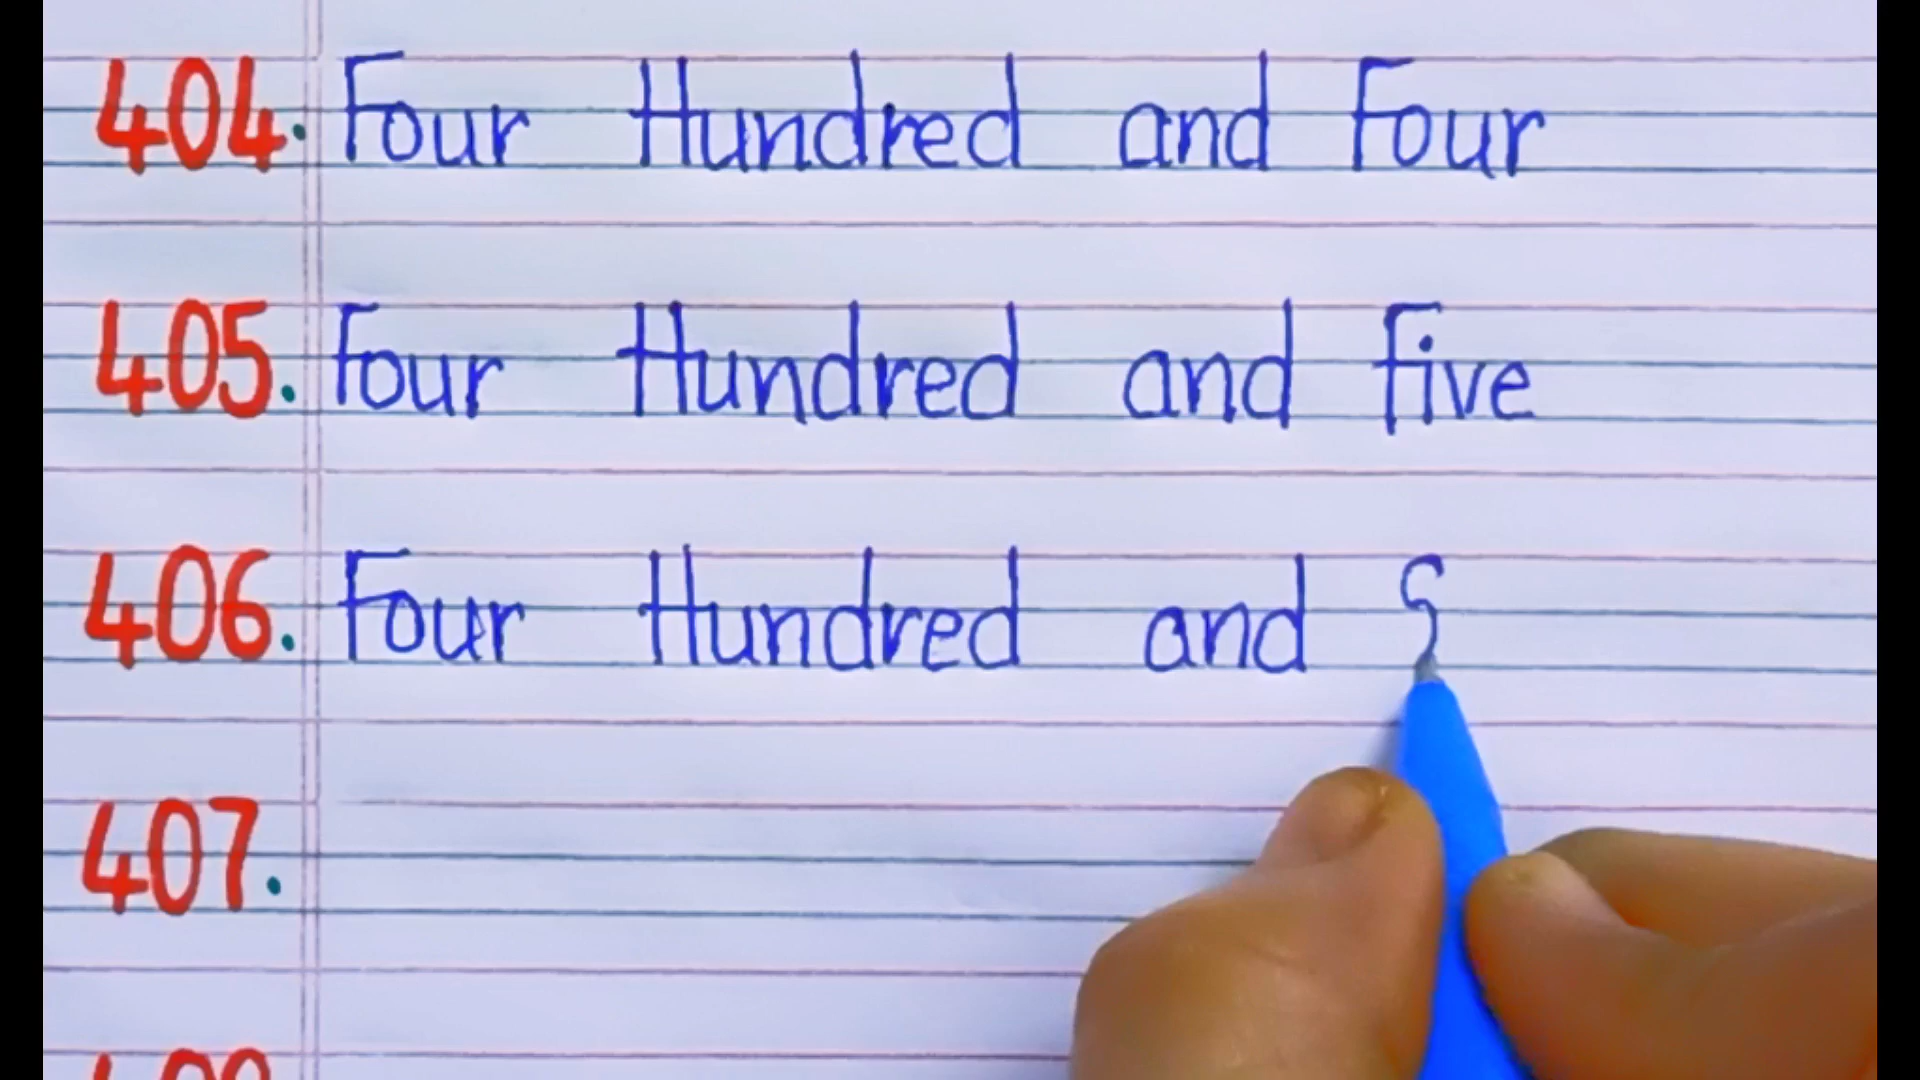 404. Four Hundred and Four
405. Four Hundred and five
406. Four Hundred and S
407.